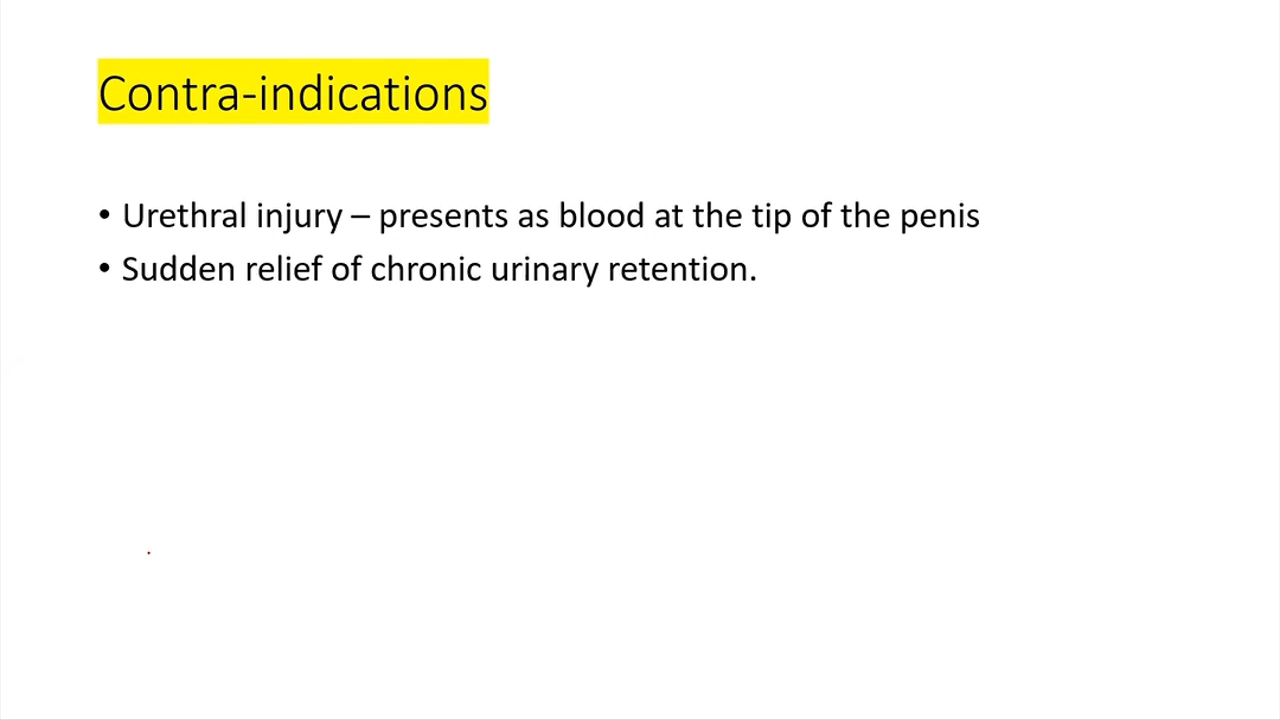 Contra-indications
• Urethral injury – presents as blood at the tip of the penis
• Sudden relief of chronic urinary retention.